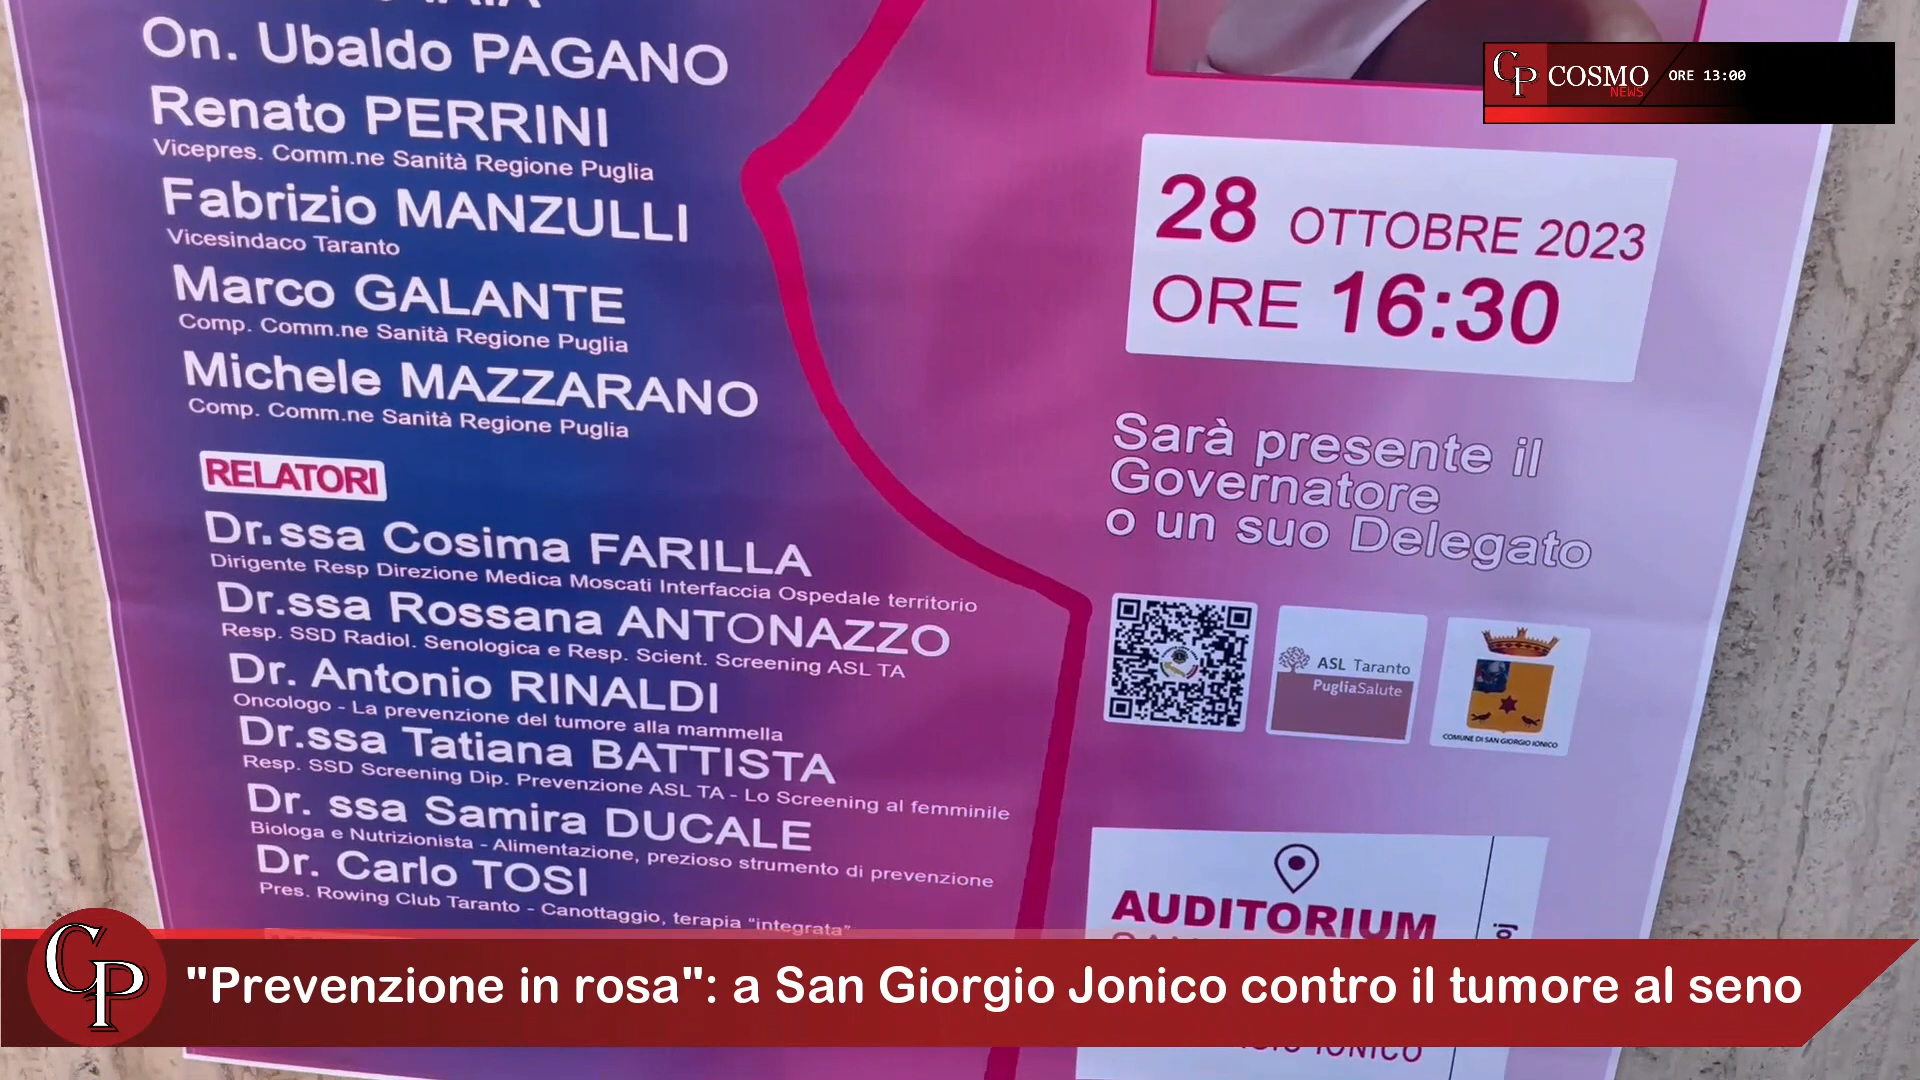 On. Ubaldo PAGANO
Renato PERRINI
Vicepres. Comm.ne Sanità Regione Puglia
Fabrizio MANZULLI
Vicesindaco Taranto
Marco GALANTE
Comp. Comm.ne Sanità Regione Puglia
Michele MAZZARANO
Comp. Comm.ne Sanità Regione Puglia
RELATORI
Dr.ssa Cosima FARILLA
Dirigente Resp Direzione Medica Moscati Interfaccia Ospedale territorio
Dr.ssa Rossana ANTONAZZO
Resp. SSD Radiol. Senologica e Resp. Scient. Screening ASL TA
Dr. Antonio RINALDI
Oncologo - La prevenzione del tumore alla mammella
Dr.ssa Tatiana BATTISTA
Resp. SSD Screening Dip. Prevenzione ASL TA - Lo Screening al femminile
Dr. ssa Samira DUCALE
Biologa e Nutrizionista - Alimentazione, prezioso strumento di prevenzione
Dr. Carlo TOSI
Pres. Rowing Club Taranto - Canottaggio, terapia "integrata"
CP COSMO NEWS ORE 13:00
28 OTTOBRE 2023
ORE 16:30
Sarà presente il
Governatore
o un suo Delegato
ASL Taranto
PugliaSalute
COMUNE DI SAN GIORGIO IONICO
AUDITORIUM
CP
"Prevenzione in rosa": a San Giorgio Jonico contro il tumore al seno
IONICO